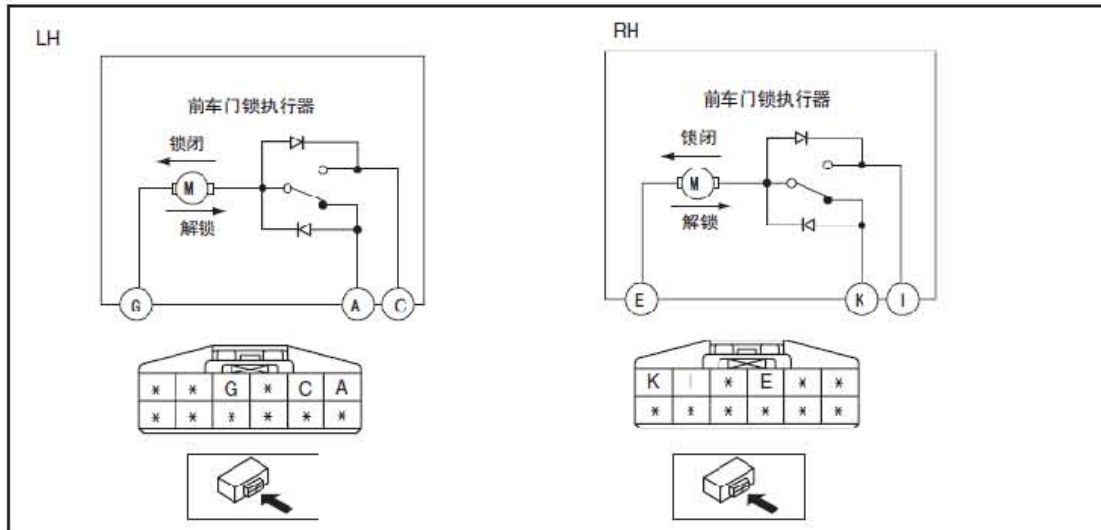 LH
前车门锁执行器
锁闭
M
解锁
G
A
C
* * G * C A
* * * * * *
RH
前车门锁执行器
锁闭
M
解锁
E
K
I
K I * E * *
* * * * * *